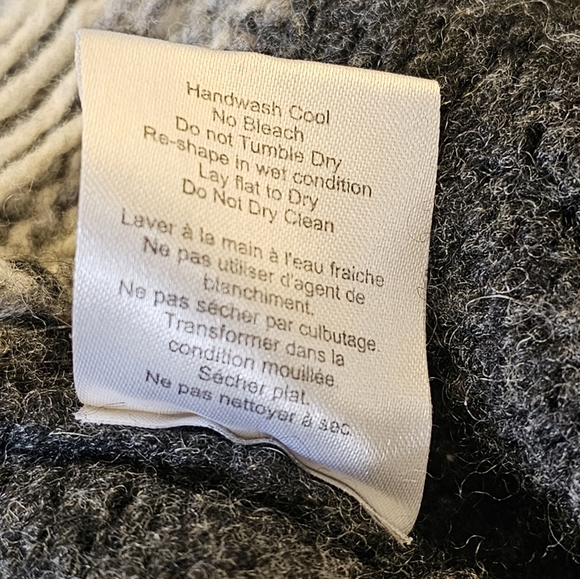 Handwash Cool
No Bleach
Do not Tumble Dry
Re-shape in wet condition
Lay flat to Dry
Do Not Dry Clean
Laver à la main à l'eau fraiche
Ne pas utiliser d'agent de
blanchiment.
Ne pas sécher par culbutage.
Transformer dans la
condition mouillée.
Sécher plat.
Ne pas nettoyer à sec.